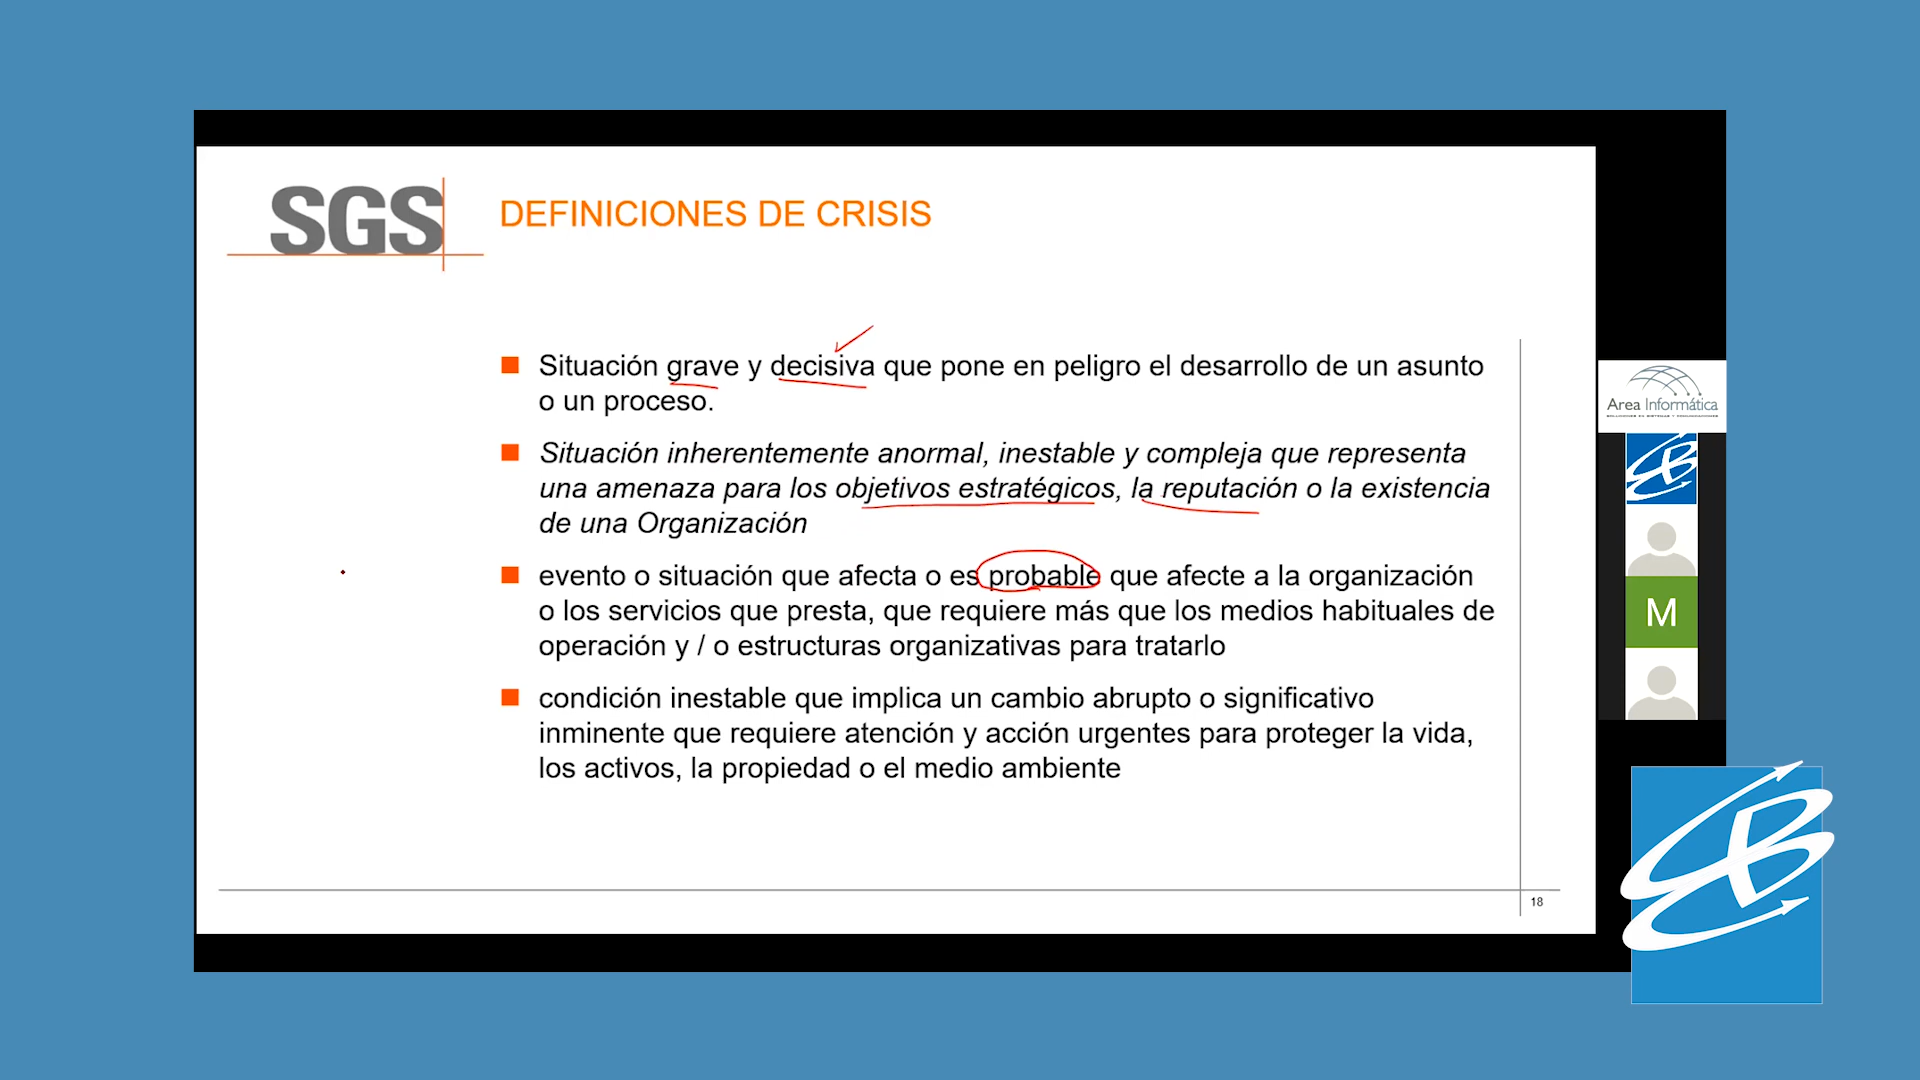 SGS
DEFINICIONES DE CRISIS
Situación grave y decisiva que pone en peligro el desarrollo de un asunto
o un proceso.
Situación inherentemente anormal, inestable y compleja que representa
una amenaza para los objetivos estratégicos, la reputación o la existencia
de una Organización
evento o situación que afecta o es probable que afecte a la organización
o los servicios que presta, que requiere más que los medios habituales de
operación y / o estructuras organizativas para tratarlo
condición inestable que implica un cambio abrupto o significativo
inminente que requiere atención y acción urgentes para proteger la vida,
los activos, la propiedad o el medio ambiente
18
Area Informática
SOLUCIONES EN SISTEMAS Y COMUNICACIONES
M